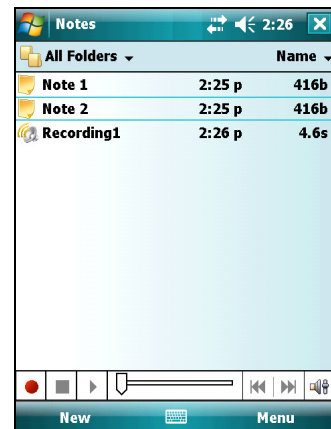 Notes 2:26
All Folders Name
Note 1 2:25 p 416b
Note 2 2:25 p 416b
Recording1 2:26 p 4.6s
New Menu